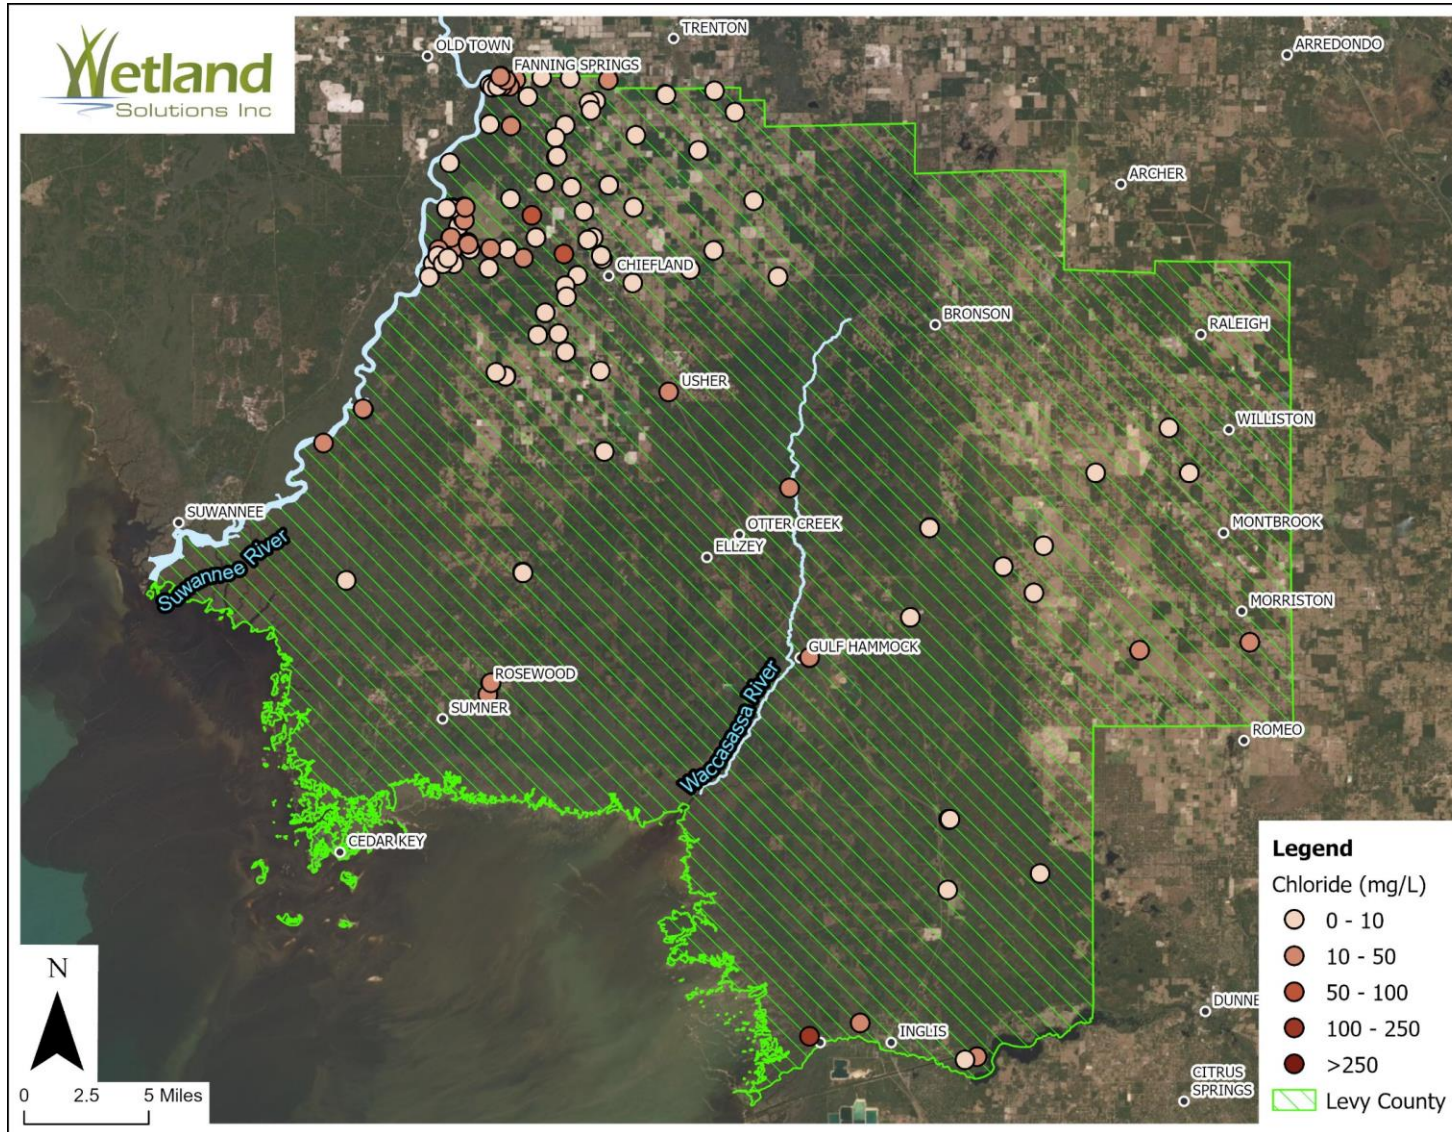 Wetland
Solutions Inc
TRENTON
OLD TOWN
ARREDONDO
FANNING SPRINGS
ARCHER
CHIEFLAND
BRONSON
RALEIGH
USHER
WILLISTON
SUWANNEE
OTTER CREEK
MONTBROOK
ELLZEY
Suwannee River
MORRISTON
GULF HAMMOCK
ROSEWOOD
SUMNER
Waccasassa River
ROMEO
CEDAR KEY
Legend
Chloride (mg/L)
0 - 10
10 - 50
50 - 100
100 - 250
>250
Levy County
N
0 2.5 5 Miles
INGLIS
DUNNE
CITRUS
SPRINGS